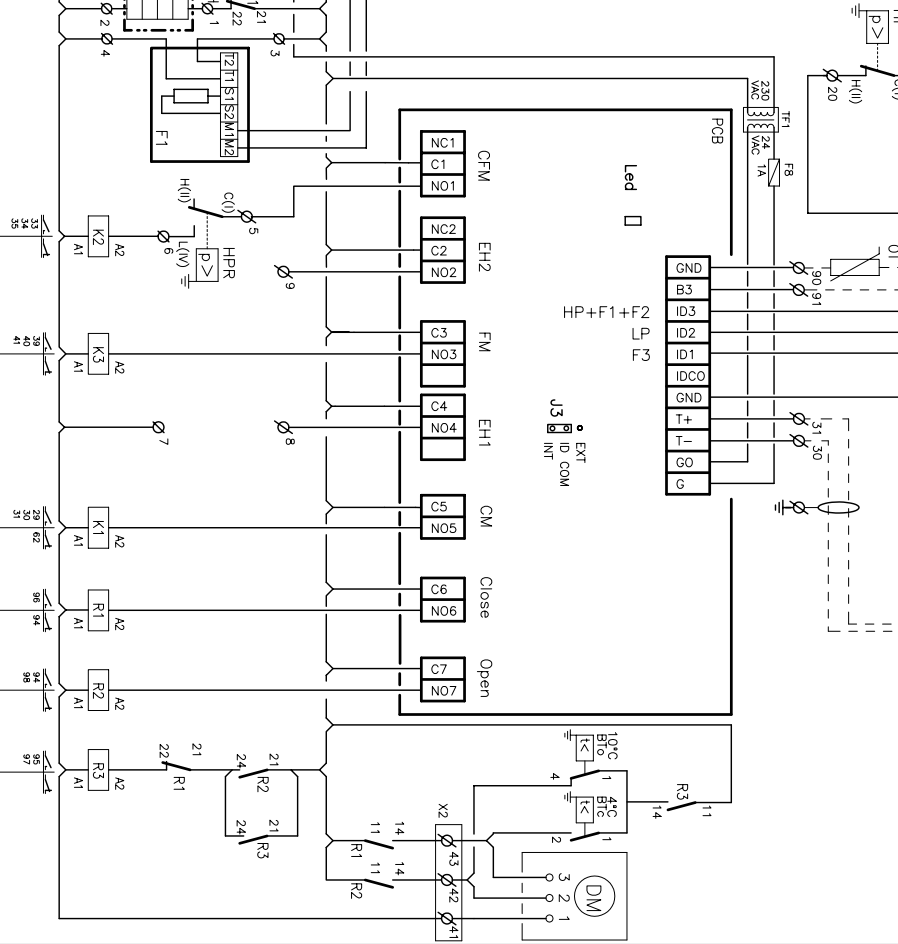 2
1
22
21
4
3
T2
T1
S1
S2
M1
M2
F1
230
VAC
TF1
24
VAC
F8
1A
20
H(II)
p>
PCB
Led
NC1
C1
NO1
CFM
H(II)
C(I)
5
6
L(IV)
HPR
p>
33
34
35
K2
A1
A2
NC2
C2
NO2
EH2
9
GND
B3
ID3
ID2
ID1
IDC0
GND
T+
T-
G0
G
HP+F1+F2
LP
F3
90
91
31
30
39
40
41
K3
A1
A2
C3
NO3
FM
7
8
C4
NO4
EH1
J3
EXT
ID COM
INT
29
30
31
62
K1
A1
A2
C5
NO5
CM
96
94
R1
A1
A2
C6
NO6
Close
94
98
R2
A1
A2
C7
NO7
Open
95
97
R3
A1
A2
22
21
R1
24
21
R2
24
21
R3
10°C
BTo
t<
4
1
4°C
BTc
t<
2
1
R3
14
11
X2
11
14
R1
43
11
14
R2
42
41
3
2
1
DM